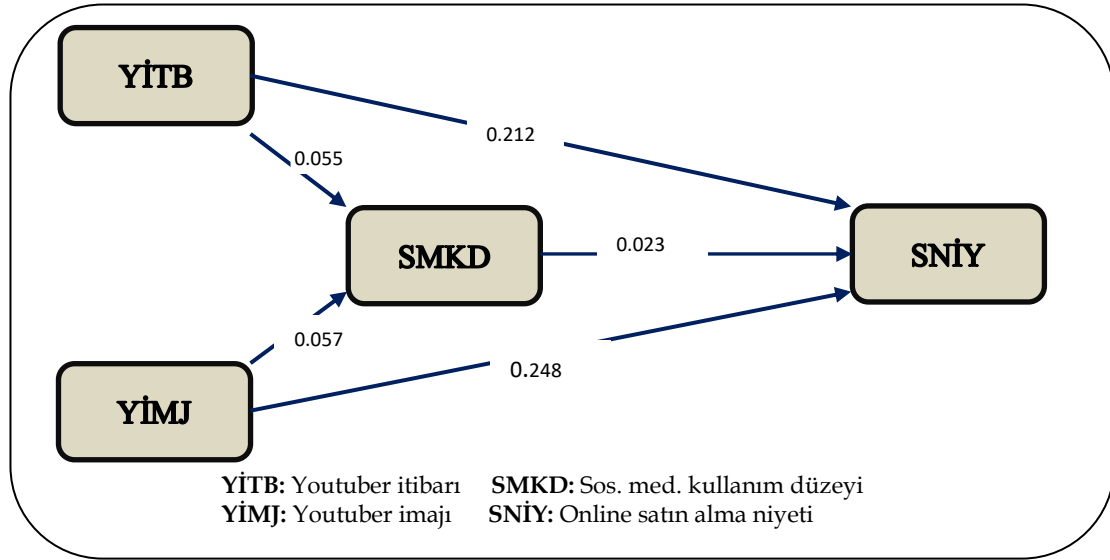 YİTB
0.212
0.055
SMKD
0.023
SNİY
0.057
0.248
YİMJ
YİTB: Youtuber itibarı SMKD: Sos. med. kullanım düzeyi
YİMJ: Youtuber imajı SNİY: Online satın alma niyeti